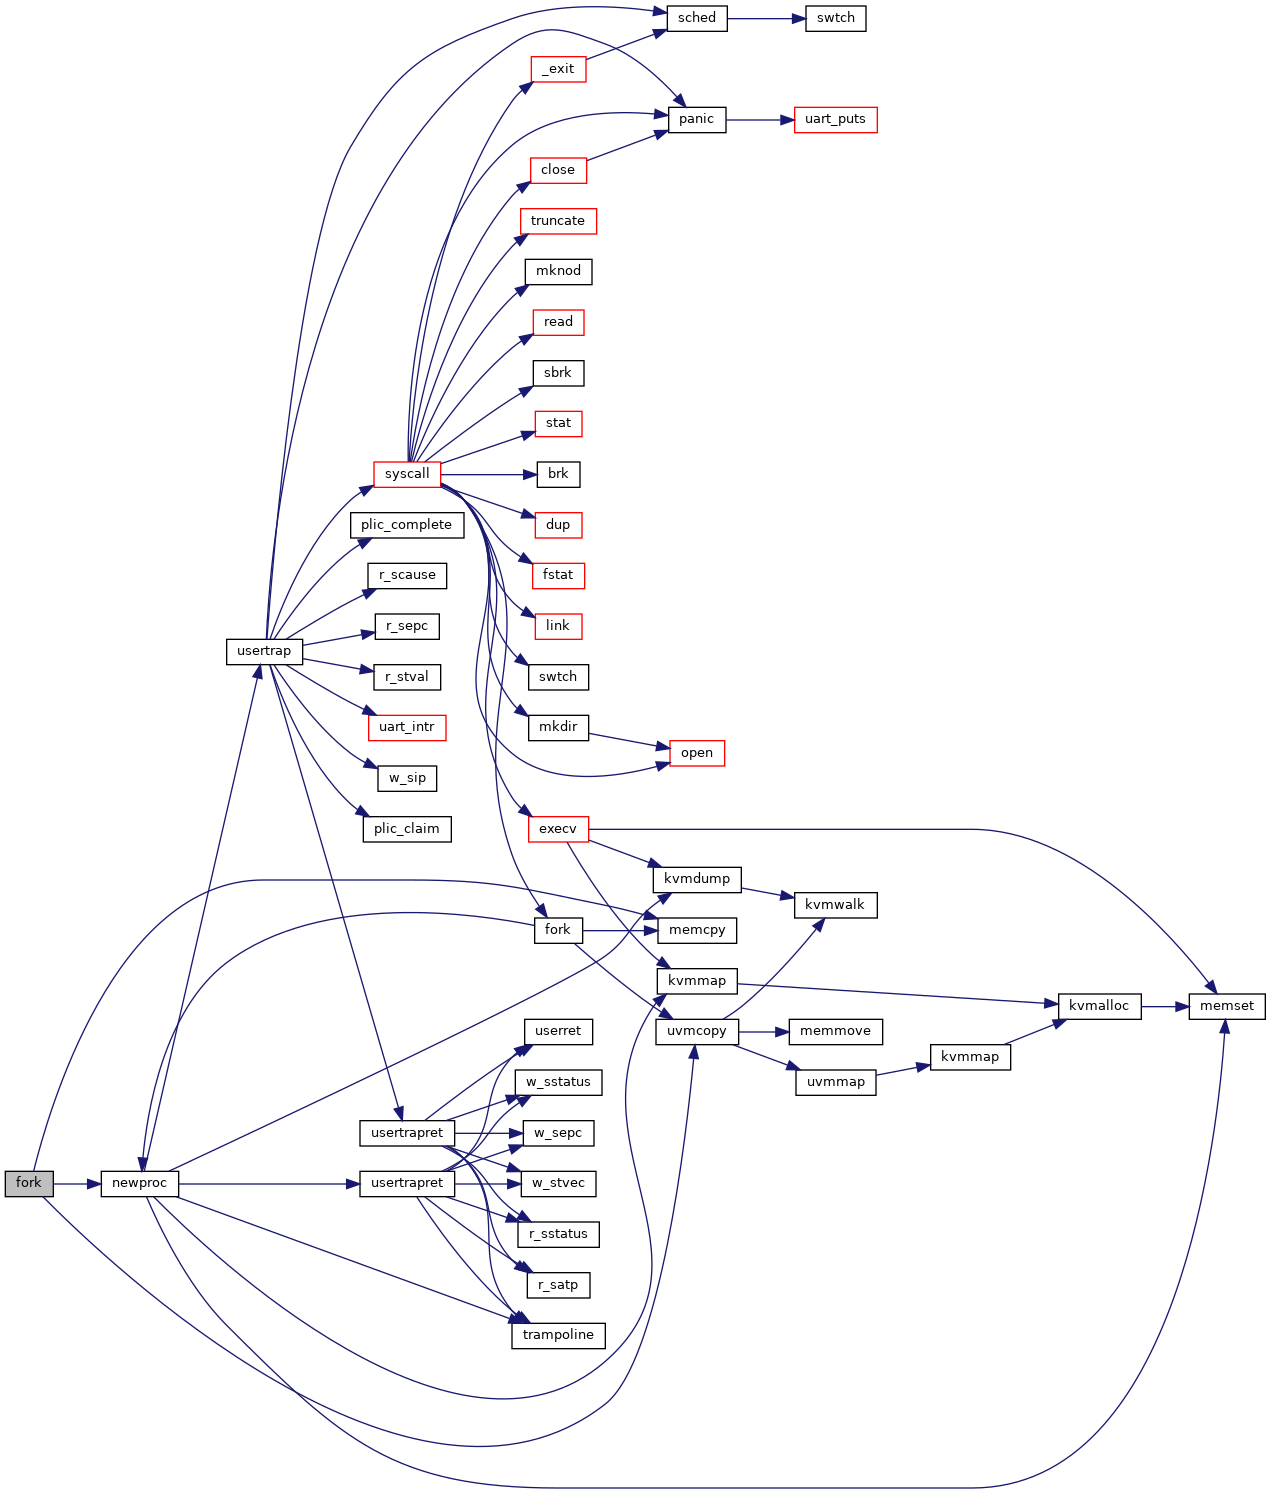 sched
swtch
_exit
panic
uart_puts
close
truncate
mknod
read
sbrk
stat
syscall
brk
plic_complete
dup
r_scause
fstat
r_sepc
link
usertrap
r_stval
swtch
uart_intr
mkdir
open
w_sip
plic_claim
execv
kvmdump
kvmwalk
fork
memcpy
kvmmap
kvmalloc
memset
userret
uvmcopy
memmove
kvmmap
w_sstatus
uvmmap
usertrapret
w_sepc
fork
newproc
usertrapret
w_stvec
r_sstatus
r_satp
trampoline